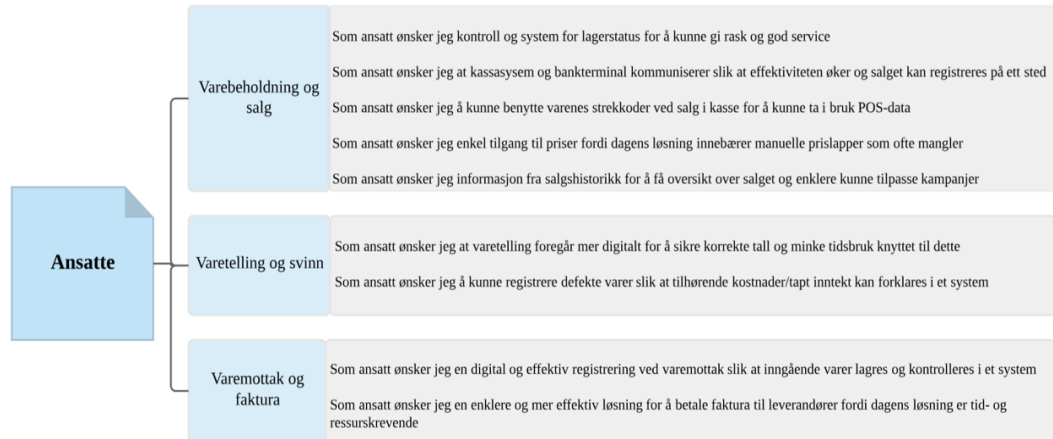 Ansatte
Varebeholdning og
salg
Som ansatt ønsker jeg kontroll og system for lagerstatus for å kunne gi rask og god service
Som ansatt ønsker jeg at kassasysem og bankterminal kommuniserer slik at effektiviteten øker og salget kan registreres på ett sted
Som ansatt ønsker jeg å kunne benytte varenes strekkoder ved salg i kasse for å kunne ta i bruk POS-data
Som ansatt ønsker jeg enkel tilgang til priser fordi dagens løsning innebærer manuelle prislapper som ofte mangler
Som ansatt ønsker jeg informasjon fra salgshistorikk for å få oversikt over salget og enklere kunne tilpasse kampanjer
Varetelling og svinn
Som ansatt ønsker jeg at varetelling foregår mer digitalt for å sikre korrekte tall og minke tidsbruk knyttet til dette
Som ansatt ønsker jeg å kunne registrere defekte varer slik at tilhørende kostnader/tapt inntekt kan forklares i et system
Varemottak og
faktura
Som ansatt ønsker jeg en digital og effektiv registrering ved varemottak slik at inngående varer lagres og kontrolleres i et system
Som ansatt ønsker jeg en enklere og mer effektiv løsning for å betale faktura til leverandører fordi dagens løsning er tid- og
ressurskrevende